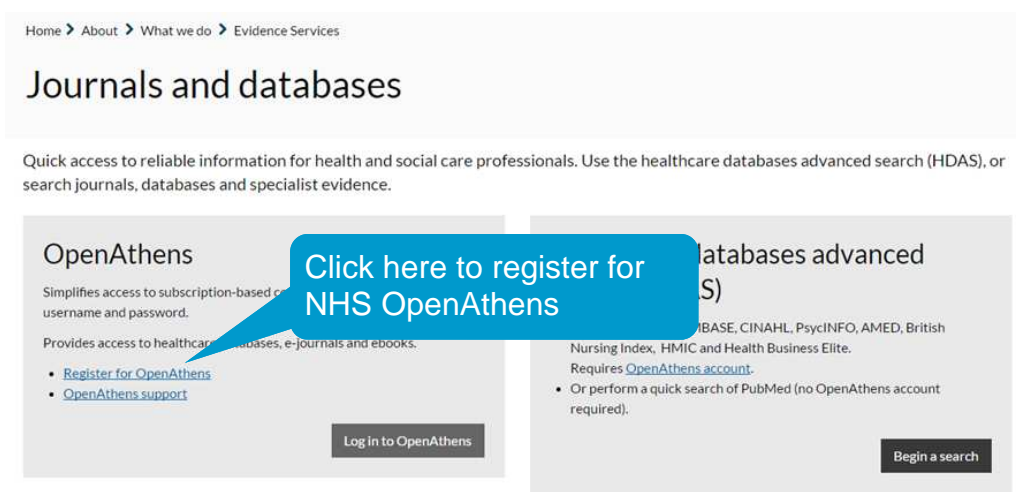 Home > About > What we do > Evidence Services
Journals and databases
Quick access to reliable information for health and social care professionals. Use the healthcare databases advanced search (HDAS), or
search journals, databases and specialist evidence.
OpenAthens
Simplifies access to subscription-based
username and password.
Provides access to healthcare e-journals and ebooks.
• Register for OpenAthens
• OpenAthens support
Log in to OpenAthens
Click here to register for
NHS OpenAthens
databases advanced
S)
CINAHL, PsycINFO, AMED, British
Nursing Index, HMIC and Health Business Elite.
Requires OpenAthens account.
• Or perform a quick search of PubMed (no OpenAthens account
required).
Begin a search